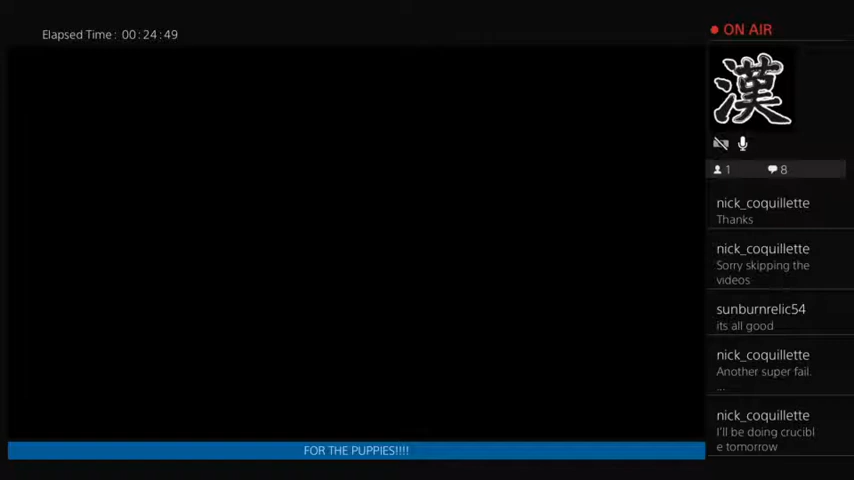 Elapsed Time: 00:24:49
ON AIR
漢
1 8
nick_coquillette
Thanks
nick_coquillette
Sorry skipping the
videos
sunburnrelic54
its all good
nick_coquillette
Another super fail.
...
nick_coquillette
I'll be doing crucibl
e tomorrow
FOR THE PUPPIES!!!!